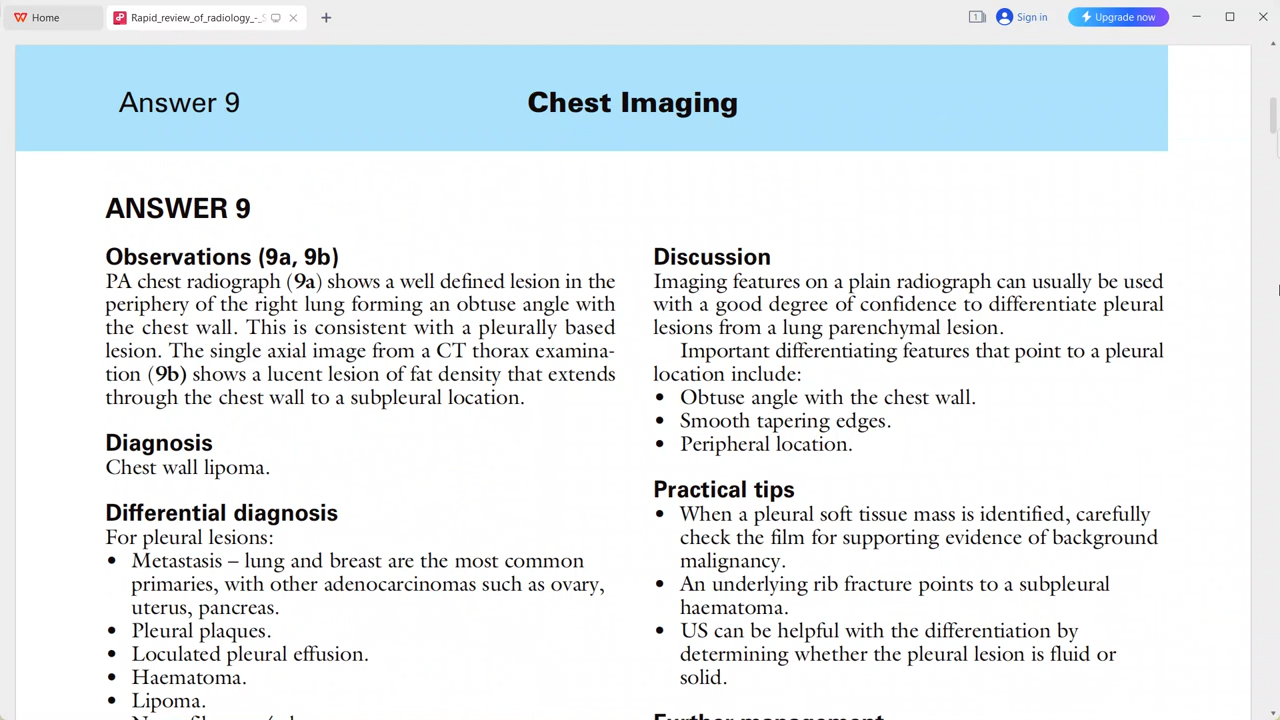 Home
Rapid_review_of_radiology_-_S
1
Sign in
Upgrade now
Answer 9
Chest Imaging
ANSWER 9
Observations (9a, 9b)
PA chest radiograph (9a) shows a well defined lesion in the
periphery of the right lung forming an obtuse angle with
the chest wall. This is consistent with a pleurally based
lesion. The single axial image from a CT thorax examina-
tion (9b) shows a lucent lesion of fat density that extends
through the chest wall to a subpleural location.
Diagnosis
Chest wall lipoma.
Differential diagnosis
For pleural lesions:
• Metastasis – lung and breast are the most common
primaries, with other adenocarcinomas such as ovary,
uterus, pancreas.
• Pleural plaques.
• Loculated pleural effusion.
• Haematoma.
• Lipoma.
Discussion
Imaging features on a plain radiograph can usually be used
with a good degree of confidence to differentiate pleural
lesions from a lung parenchymal lesion.
Important differentiating features that point to a pleural
location include:
• Obtuse angle with the chest wall.
• Smooth tapering edges.
• Peripheral location.
Practical tips
• When a pleural soft tissue mass is identified, carefully
check the film for supporting evidence of background
malignancy.
• An underlying rib fracture points to a subpleural
haematoma.
• US can be helpful with the differentiation by
determining whether the pleural lesion is fluid or
solid.
Further management